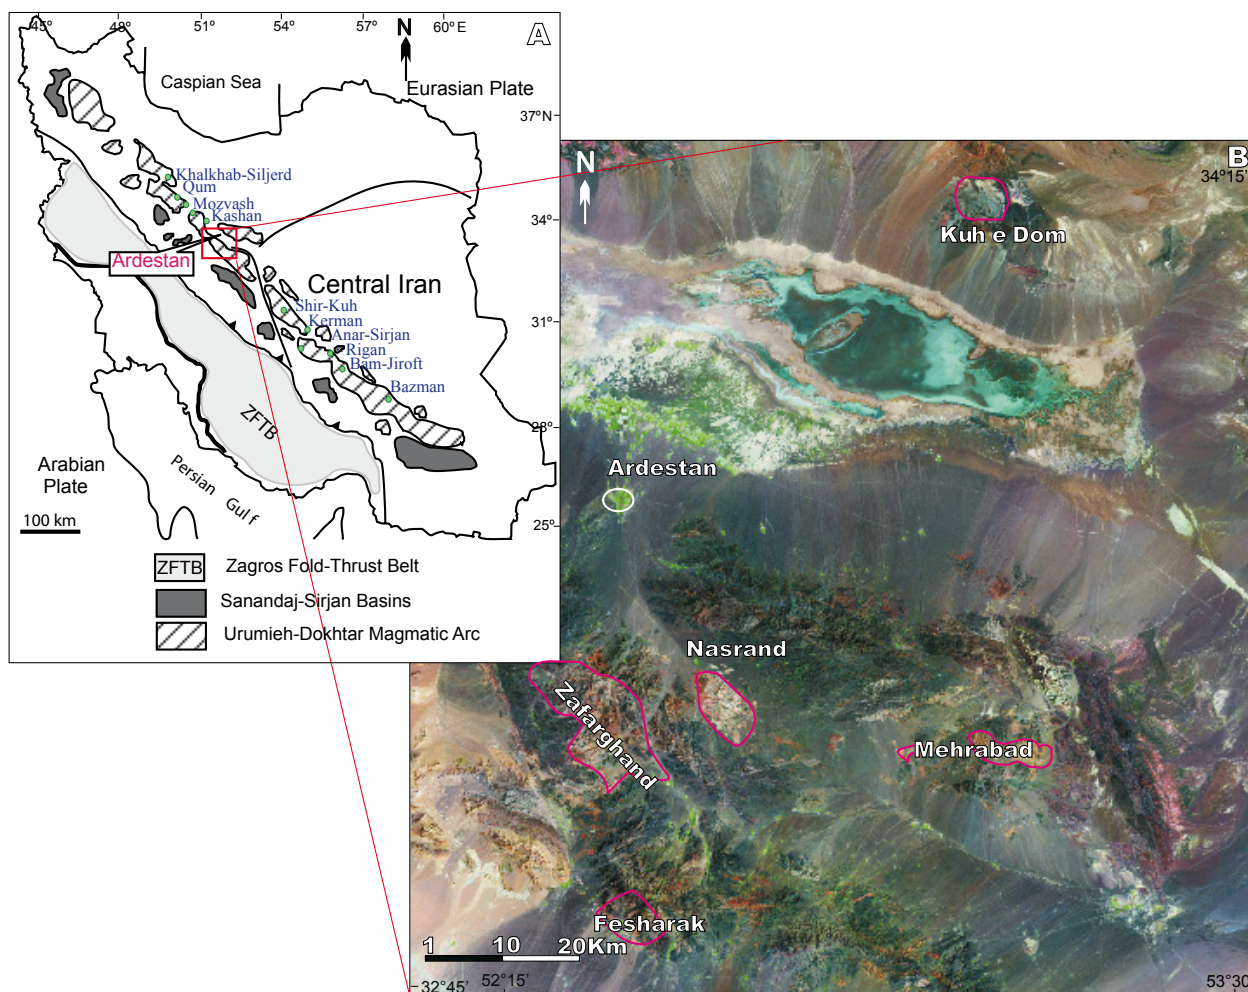 45°
48°
51°
54°
57°
60° E
N
A
Caspian Sea
Eurasian Plate
37°N
Khalkhab-Siljerd
Qum
Mozvash
Kashan
34°
Ardestan
Central Iran
Shir-Kuh
31°
Kerman
Anar-Sirjan
Rigan
Bam-Jiroft
Bazman
ZFTB
28°
Arabian
Plate
Persian Gulf
100 km
25°
ZFTB Zagros Fold-Thrust Belt
Sanandaj-Sirjan Basins
Urumieh-Dokhtar Magmatic Arc
N
B
34°15'
Kuh e Dom
Ardestan
Nasrand
Zafarghand
Mehrabad
Fesharak
1 10 20Km
32°45'
52°15'
53°30